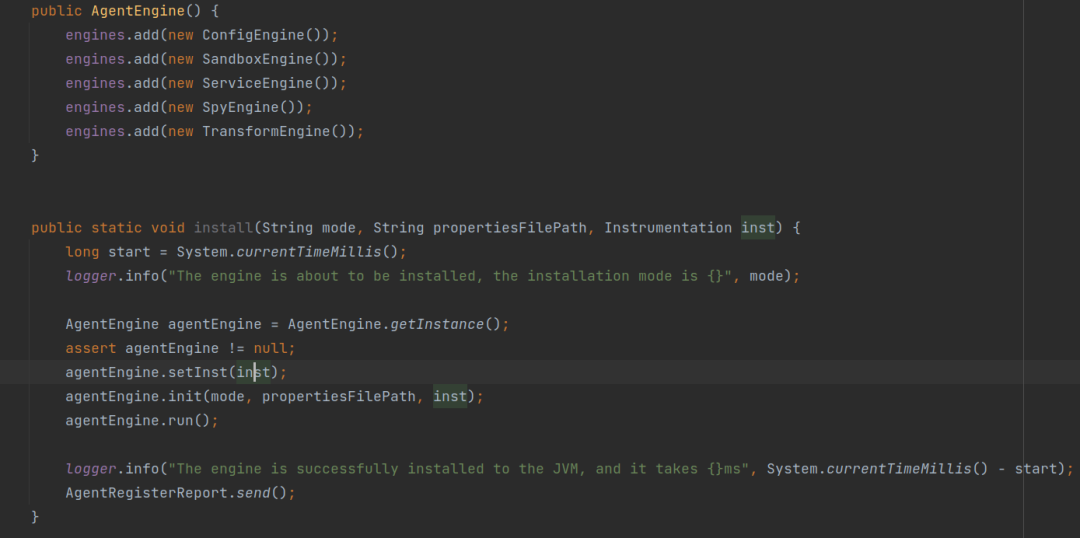 public AgentEngine() {
engines.add(new ConfigEngine());
engines.add(new SandboxEngine());
engines.add(new ServiceEngine());
engines.add(new SpyEngine());
engines.add(new TransformEngine());
}
public static void install(String mode, String propertiesFilePath, Instrumentation inst) {
long start = System.currentTimeMillis();
logger.info("The engine is about to be installed, the installation mode is {}", mode);
AgentEngine agentEngine = AgentEngine.getInstance();
assert agentEngine != null;
agentEngine.setInst(inst);
agentEngine.init(mode, propertiesFilePath, inst);
agentEngine.run();
logger.info("The engine is successfully installed to the JVM, and it takes {}ms", System.currentTimeMillis() - start);
AgentRegisterReport.send();
}